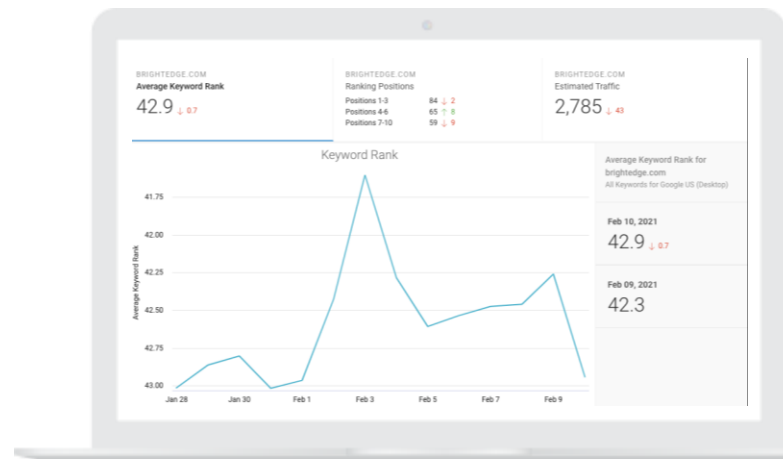 BRIGHTEDGE.COM
Average Keyword Rank
42.9 ↓ 0.7
BRIGHTEDGE.COM
Ranking Positions
Positions 1-3 84 ↓ 2
Positions 4-6 65 ↑ 8
Positions 7-10 59 ↓ 9
BRIGHTEDGE.COM
Estimated Traffic
2,785 ↓ 43
Keyword Rank
Average Keyword Rank
41.75
42.00
42.25
42.50
42.75
43.00
Jan 28 Jan 30 Feb 1 Feb 3 Feb 5 Feb 7 Feb 9
Average Keyword Rank for
brightedge.com
All Keywords for Google US (Desktop)
Feb 10, 2021
42.9 ↓ 0.7
Feb 09, 2021
42.3